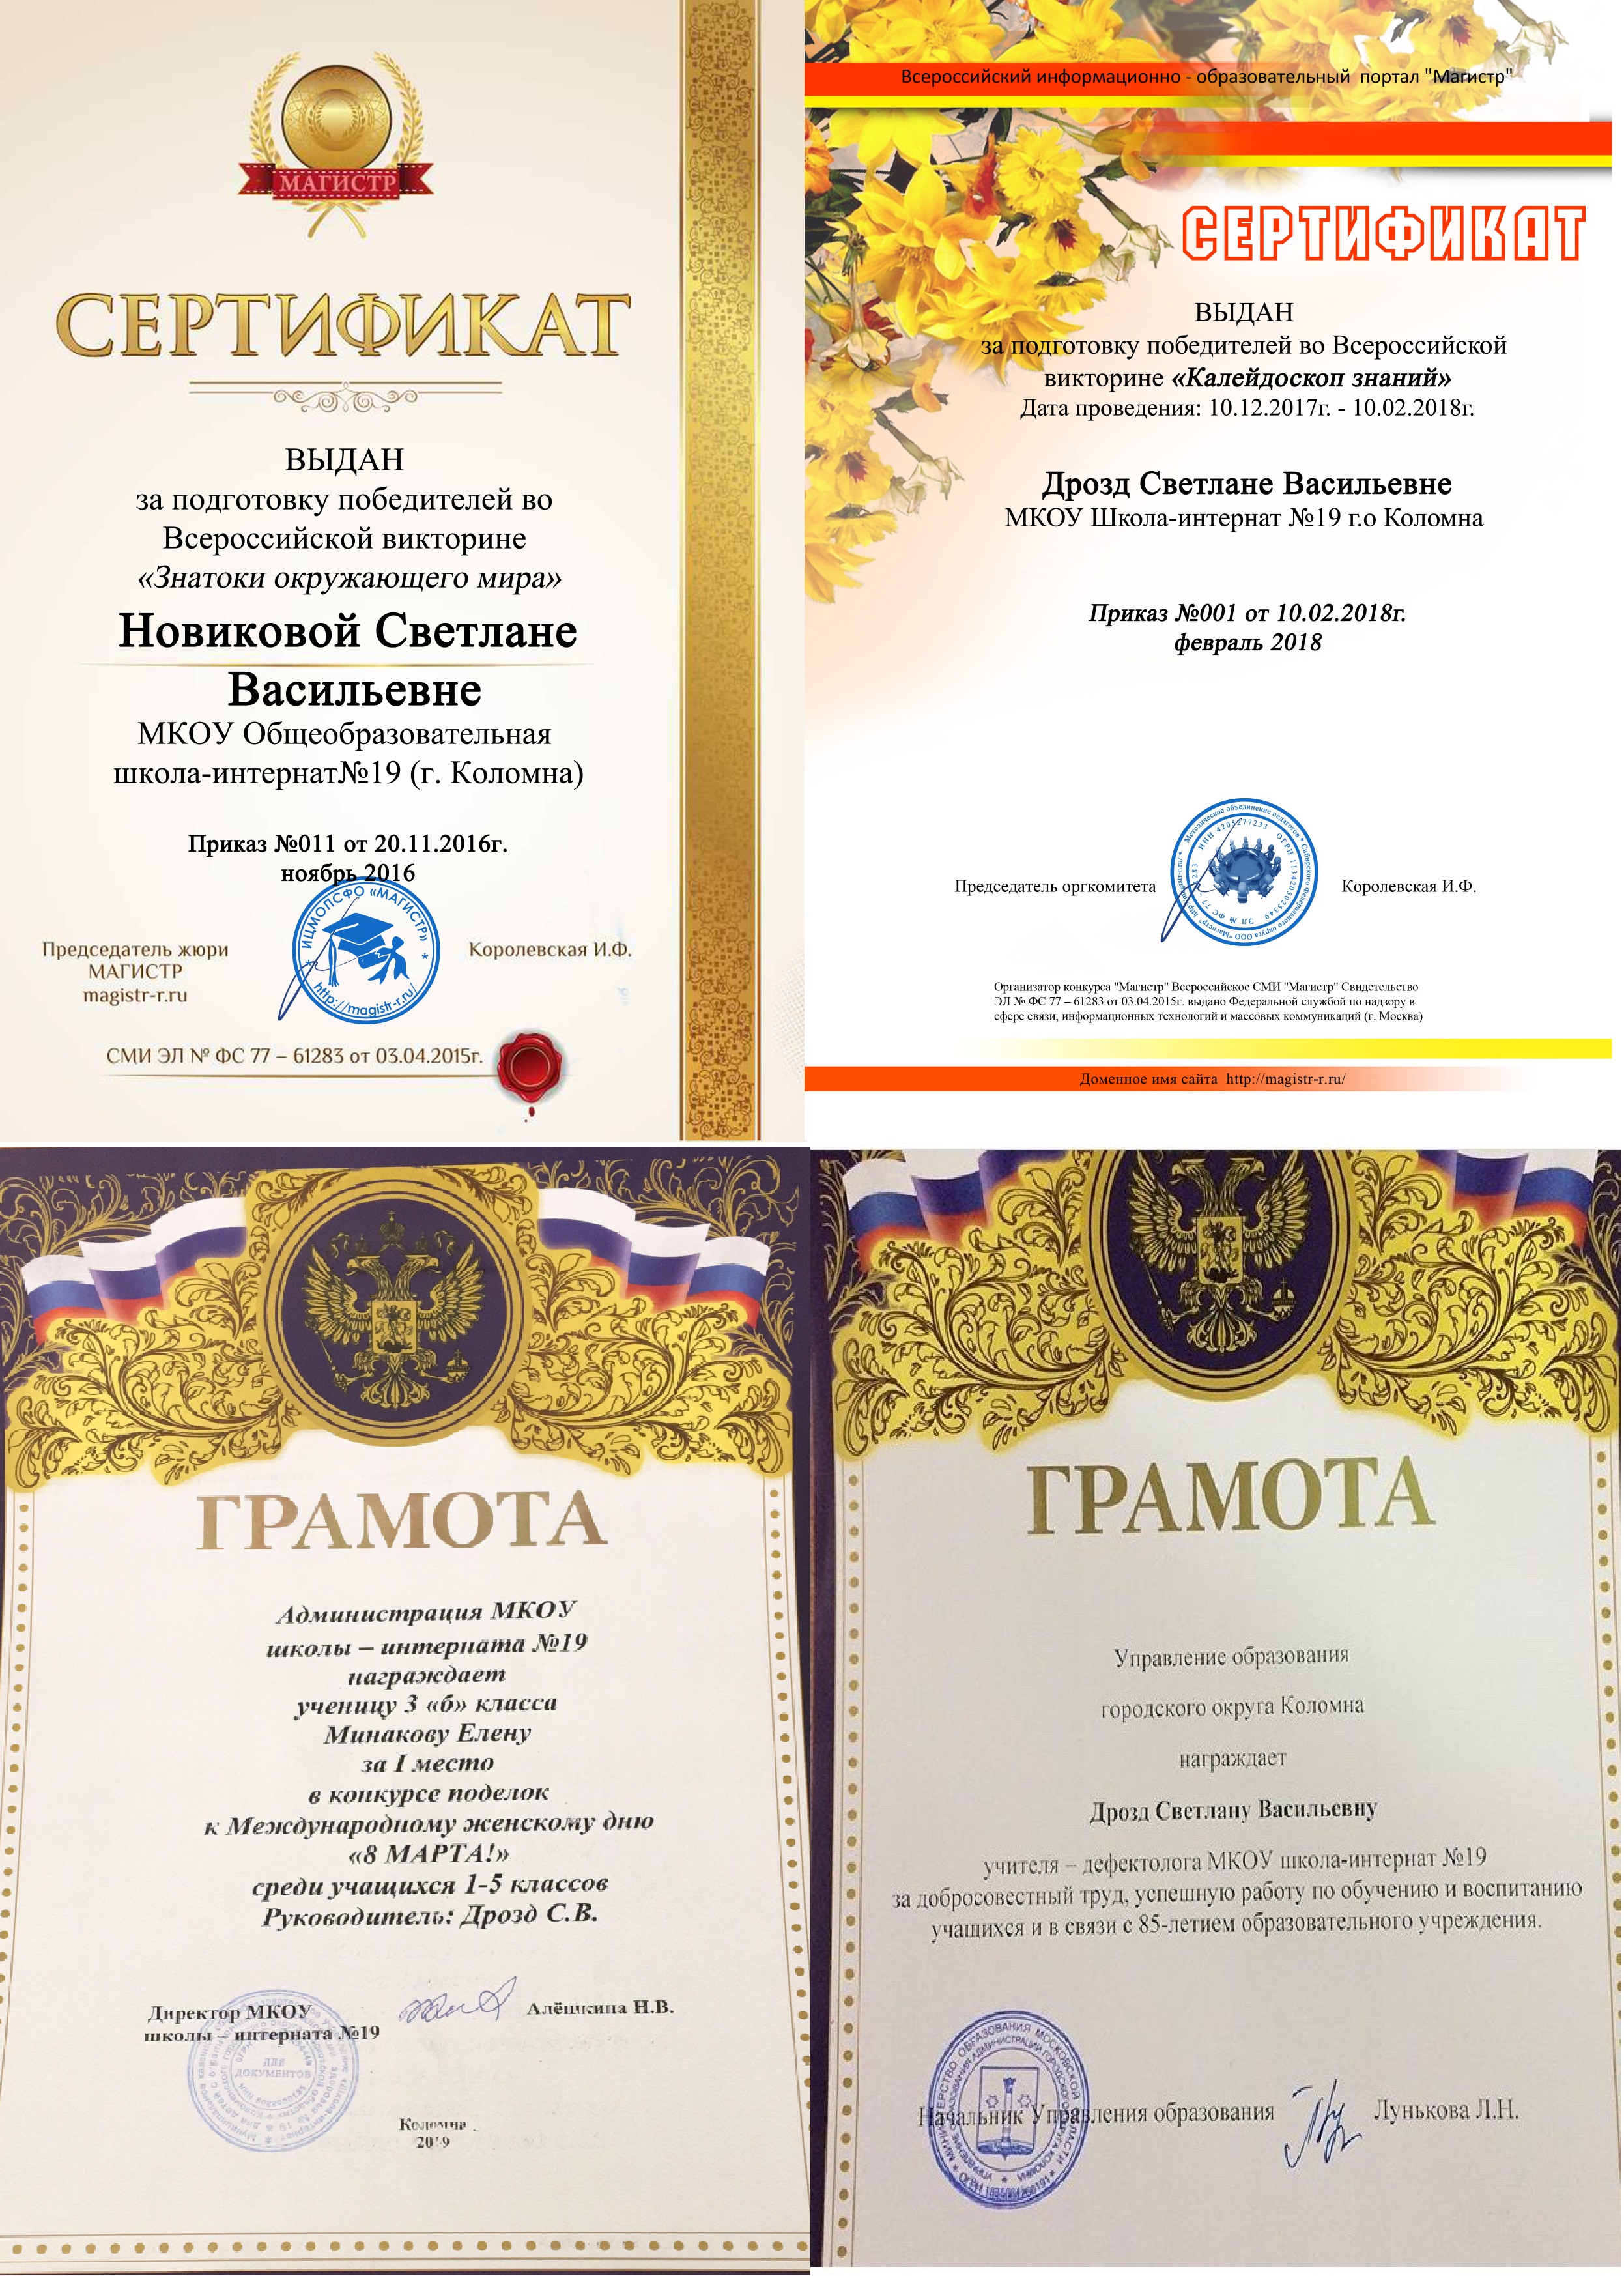 МАГИСТР
СЕРТИФИКАТ
ВЫДАН
за подготовку победителей во
Всероссийской викторине
«Знатоки окружающего мира»
Новиковой Светлане
Васильевне
МКОУ Общеобразовательная
школа-интернат№19 (г. Коломна)
Приказ №011 от 20.11.2016г.
ноябрь 2016
Председатель жюри
МАГИСТР
magistr-r.ru
ИЦМОПСФО «МАГИСТР»
http://magistr-r.ru/
Королевская И.Ф.
СМИ ЭЛ № ФС 77 – 61283 от 03.04.2015г.
Всероссийский информационно - образовательный портал "Магистр"
СЕРТИФИКАТ
ВЫДАН
за подготовку победителей во Всероссийской
викторине «Калейдоскоп знаний»
Дата проведения: 10.12.2017г. - 10.02.2018г.
Дрозд Светлане Васильевне
МКОУ Школа-интернат №19 г.о Коломна
Приказ №001 от 10.02.2018г.
февраль 2018
Председатель оргкомитета
Королевская И.Ф.
Организатор конкурса "Магистр" Всероссийское СМИ "Магистр" Свидетельство
ЭЛ № ФС 77 – 61283 от 03.04.2015г. выдано Федеральной службой по надзору в
сфере связи, информационных технологий и массовых коммуникаций (г. Москва)
Доменное имя сайта http://magistr-r.ru/
ГРАМОТА
Администрация МКОУ
школы – интерната №19
награждает
ученицу 3 «б» класса
Минакову Елену
за I место
в конкурсе поделок
к Международному женскому дню
«8 МАРТА!»
среди учащихся 1-5 классов
Руководитель: Дрозд С.В.
Директор МКОУ
школы – интерната №19
Алёшкина Н.В.
ДЛЯ
ДОКУМЕНТОВ
Коломна
2019
ГРАМОТА
Управление образования
городского округа Коломна
награждает
Дрозд Светлану Васильевну
учителя – дефектолога МКОУ школа-интернат №19
за добросовестный труд, успешную работу по обучению и воспитанию
учащихся и в связи с 85-летием образовательного учреждения.
Начальник Управления образования
Лунькова Л.Н.